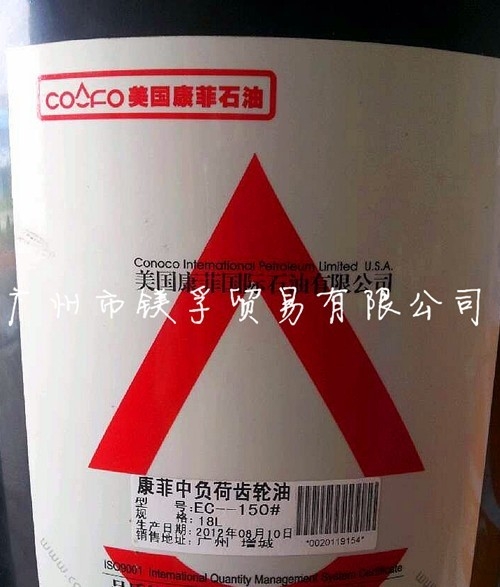 COAFO 美国康菲石油
Conoco International Petroleum Limited U.S.A.
美国康菲国际石油有限公司
广州市镁孚贸易有限公司
康菲中负荷齿轮油
型 号:EC--150#
规 格:18L
生产日期:2012年08月10日
销售地址:广州 增城
*0020119154*
ISO9001 International Quantity Management System Certificate